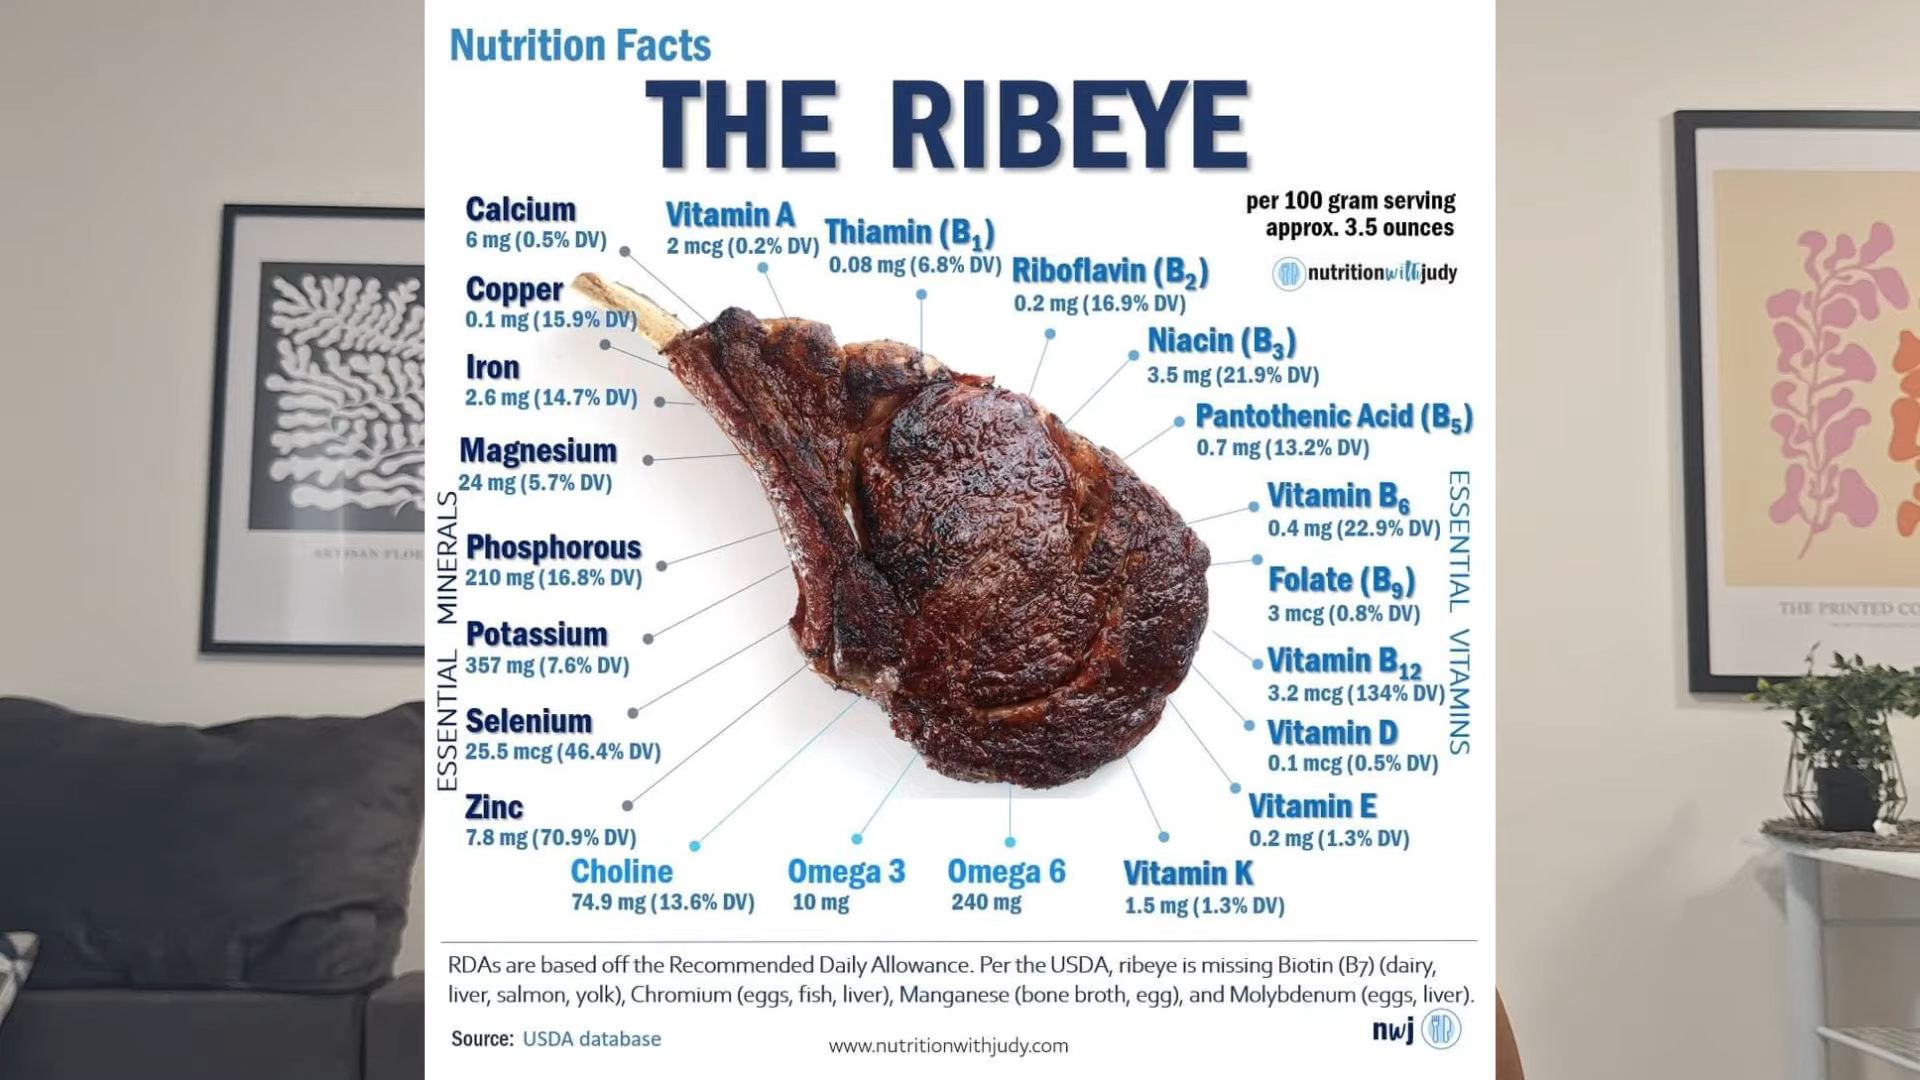 Nutrition Facts
THE RIBEYE
per 100 gram serving
approx. 3.5 ounces
nutritionwithjudy
Calcium
6 mg (0.5% DV)
Copper
0.1 mg (15.9% DV)
Iron
2.6 mg (14.7% DV)
Magnesium
24 mg (5.7% DV)
Phosphorous
210 mg (16.8% DV)
Potassium
357 mg (7.6% DV)
Selenium
25.5 mcg (46.4% DV)
Zinc
7.8 mg (70.9% DV)
ESSENTIAL MINERALS
Vitamin A
2 mcg (0.2% DV)
Thiamin (B1)
0.08 mg (6.8% DV)
Riboflavin (B2)
0.2 mg (16.9% DV)
Niacin (B3)
3.5 mg (21.9% DV)
Pantothenic Acid (B5)
0.7 mg (13.2% DV)
Vitamin B6
0.4 mg (22.9% DV)
Folate (B9)
3 mcg (0.8% DV)
Vitamin B12
3.2 mcg (134% DV)
Vitamin D
0.1 mcg (0.5% DV)
Vitamin E
0.2 mg (1.3% DV)
Vitamin K
1.5 mg (1.3% DV)
ESSENTIAL VITAMINS
Choline
74.9 mg (13.6% DV)
Omega 3
10 mg
Omega 6
240 mg
RDAs are based off the Recommended Daily Allowance. Per the USDA, ribeye is missing Biotin (B7) (dairy,
liver, salmon, yolk), Chromium (eggs, fish, liver), Manganese (bone broth, egg), and Molybdenum (eggs, liver).
Source: USDA database
www.nutritionwithjudy.com
nwj
THE PRINTED CO